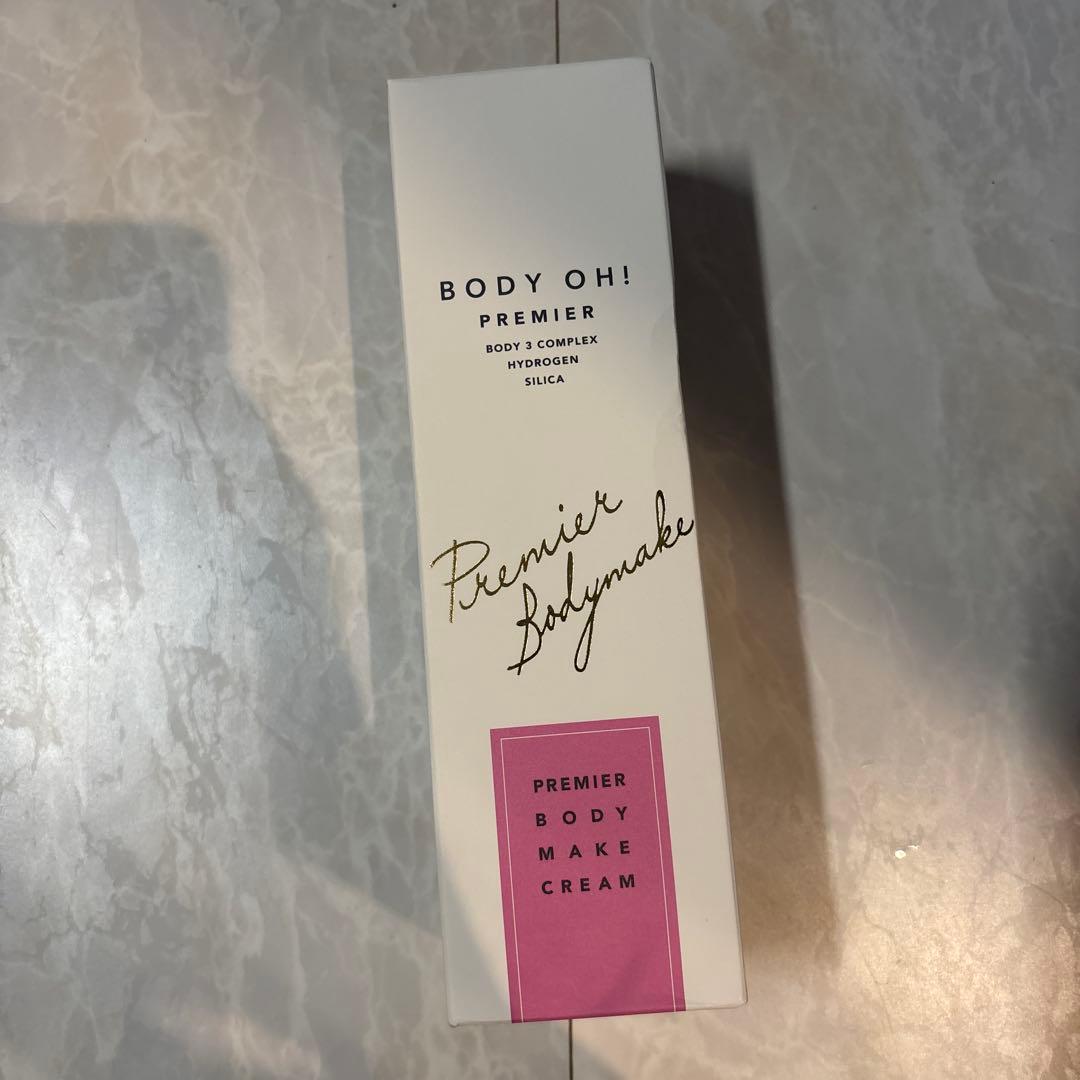 BODY OH!
PREMIER
BODY 3 COMPLEX
HYDROGEN
SILICA
Premier
Bodymake
PREMIER
BODY
MAKE
CREAM